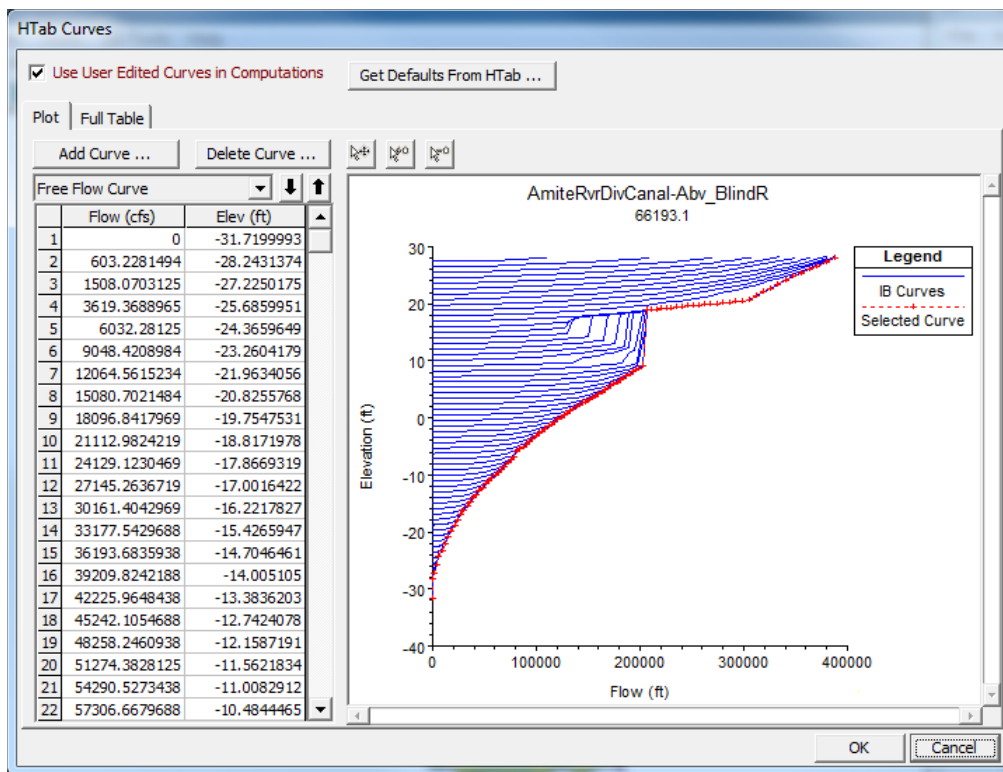 HTab Curves
Use User Edited Curves in Computations
Get Defaults From HTab ...
Plot
Full Table
Add Curve ...
Delete Curve ...
Free Flow Curve
Flow (cfs) Elev (ft)
1 0 -31.7199993
2 603.2281494 -28.2431374
3 1508.0703125 -27.2250175
4 3619.3688965 -25.6859951
5 6032.28125 -24.3659649
6 9048.4208984 -23.2604179
7 12064.5615234 -21.9634056
8 15080.7021484 -20.8255768
9 18096.8417969 -19.7547531
10 21112.9824219 -18.8171978
11 24129.1230469 -17.8669319
12 27145.2636719 -17.0016422
13 30161.4042969 -16.2217827
14 33177.5429688 -15.4265947
15 36193.6835938 -14.7046461
16 39209.8242188 -14.005105
17 42225.9648438 -13.3836203
18 45242.1054688 -12.7424078
19 48258.2460938 -12.1587191
20 51274.3828125 -11.5621834
21 54290.5273438 -11.0082912
22 57306.6679688 -10.4844465
AmiteRvrDivCanal-Abv_BlindR
66193.1
30
20
10
0
-10
-20
-30
-40
Elevation (ft)
0 100000 200000 300000 400000
Flow (ft)
Legend
IB Curves
Selected Curve
OK
Cancel